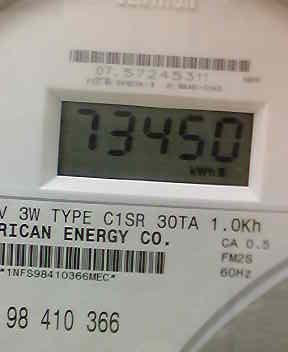 07.572453
73450
kWh
V 3W TYPE C1SR 30TA 1.0Kh
RICAN ENERGY CO.
CA 0.5
FM2S
60Hz
*1NFS98410366MEC*
98 410 366